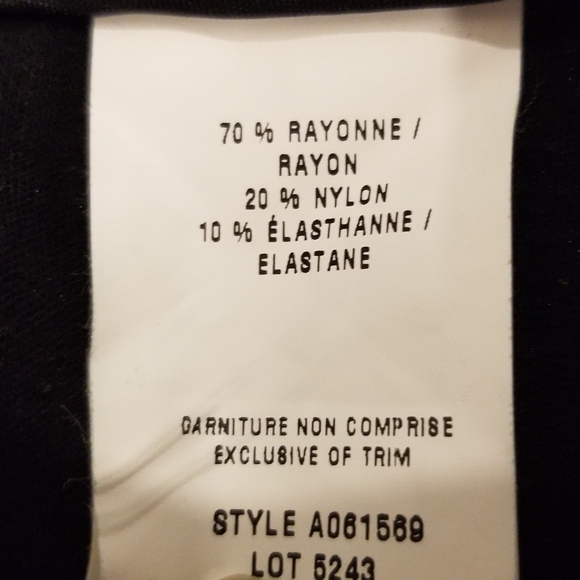 70 % RAYONNE /
RAYON
20 % NYLON
10 % ÉLASTHANNE /
ELASTANE
GARNITURE NON COMPRISE
EXCLUSIVE OF TRIM
STYLE A061569
LOT 5243